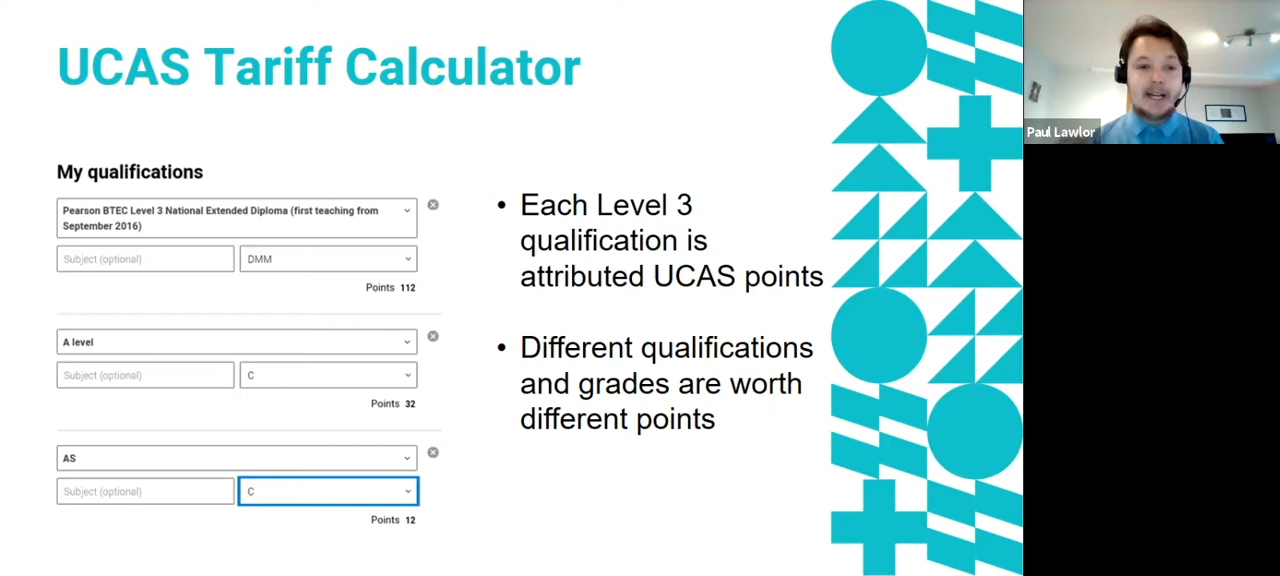 UCAS Tariff Calculator
My qualifications
Pearson BTEC Level 3 National Extended Diploma (first teaching from
September 2016)
Subject (optional) DMM
Points 112
A level
Subject (optional) C
Points 32
AS
Subject (optional) C
Points 12
• Each Level 3
qualification is
attributed UCAS points
• Different qualifications
and grades are worth
different points
Paul Lawlor